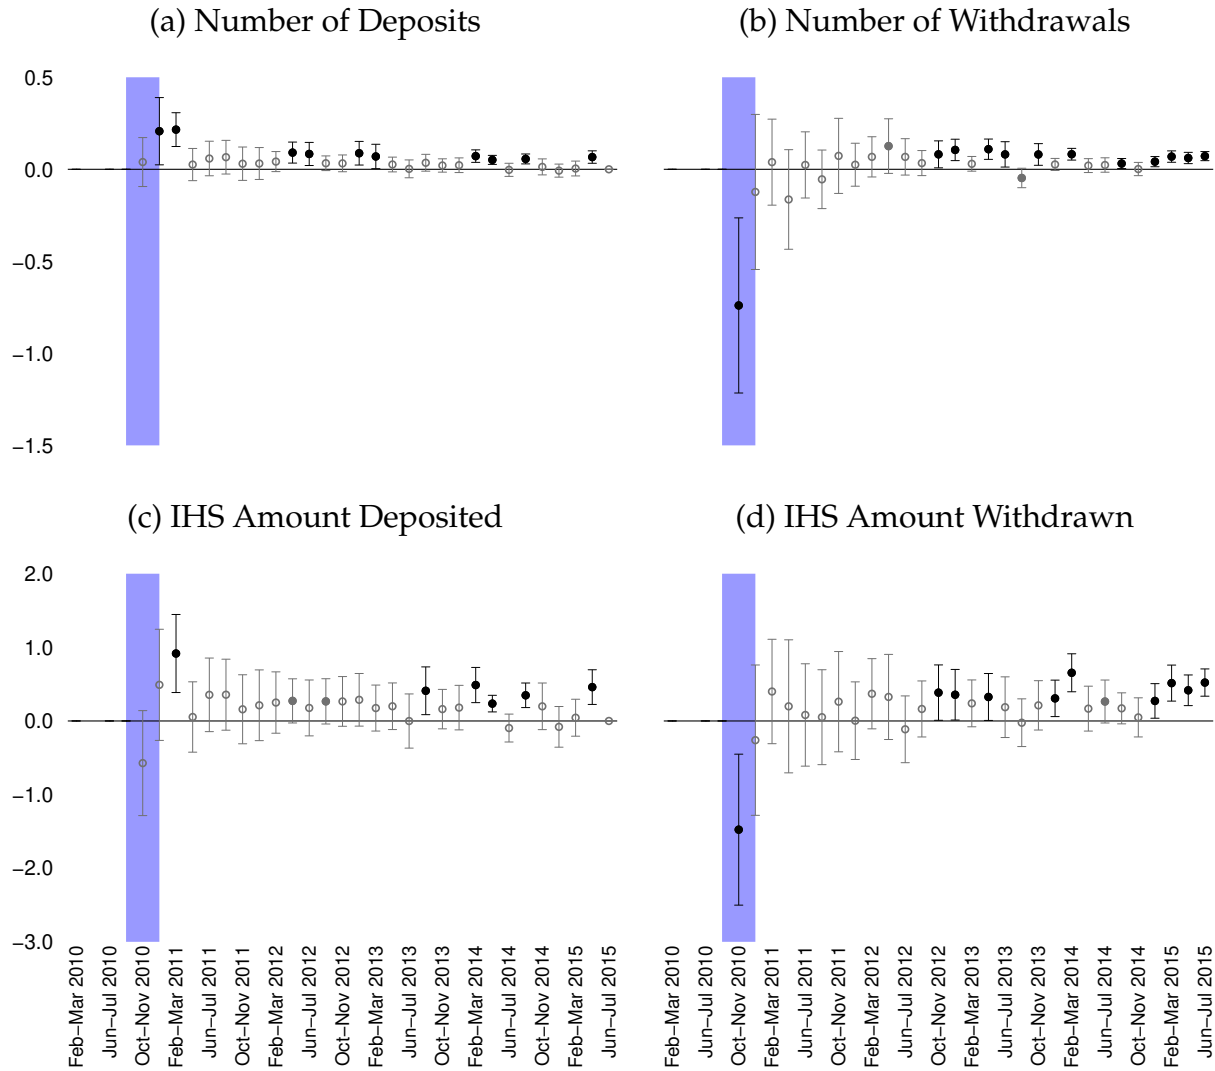 (a) Number of Deposits
(b) Number of Withdrawals
0.5
0.0
−0.5
−1.0
−1.5
(c) IHS Amount Deposited
(d) IHS Amount Withdrawn
2.0
1.0
0.0
−1.0
−2.0
−3.0
Feb−Mar 2010
Jun−Jul 2010
Oct−Nov 2010
Feb−Mar 2011
Jun−Jul 2011
Oct−Nov 2011
Feb−Mar 2012
Jun−Jul 2012
Oct−Nov 2012
Feb−Mar 2013
Jun−Jul 2013
Oct−Nov 2013
Feb−Mar 2014
Jun−Jul 2014
Oct−Nov 2014
Feb−Mar 2015
Jun−Jul 2015
Feb−Mar 2010
Jun−Jul 2010
Oct−Nov 2010
Feb−Mar 2011
Jun−Jul 2011
Oct−Nov 2011
Feb−Mar 2012
Jun−Jul 2012
Oct−Nov 2012
Feb−Mar 2013
Jun−Jul 2013
Oct−Nov 2013
Feb−Mar 2014
Jun−Jul 2014
Oct−Nov 2014
Feb−Mar 2015
Jun−Jul 2015